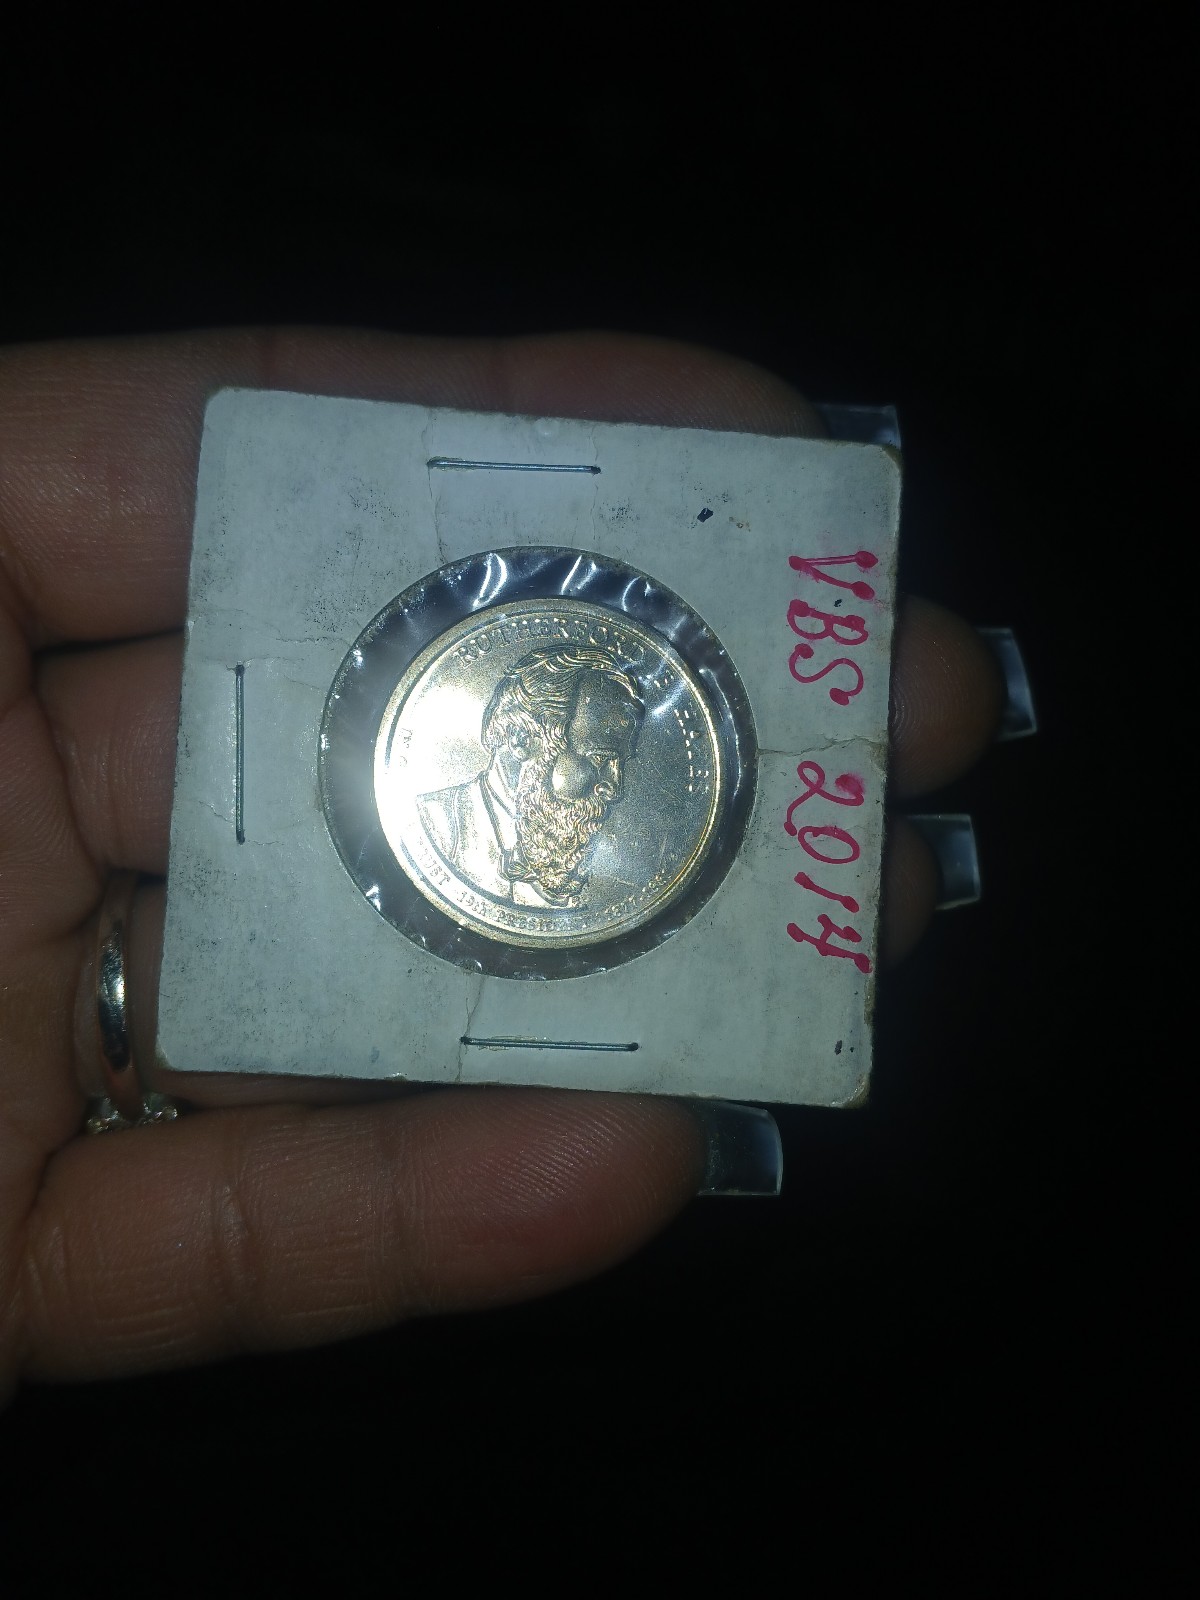 VBS 2014
RUTHERFORD B. HAYES
19th PRESIDENT